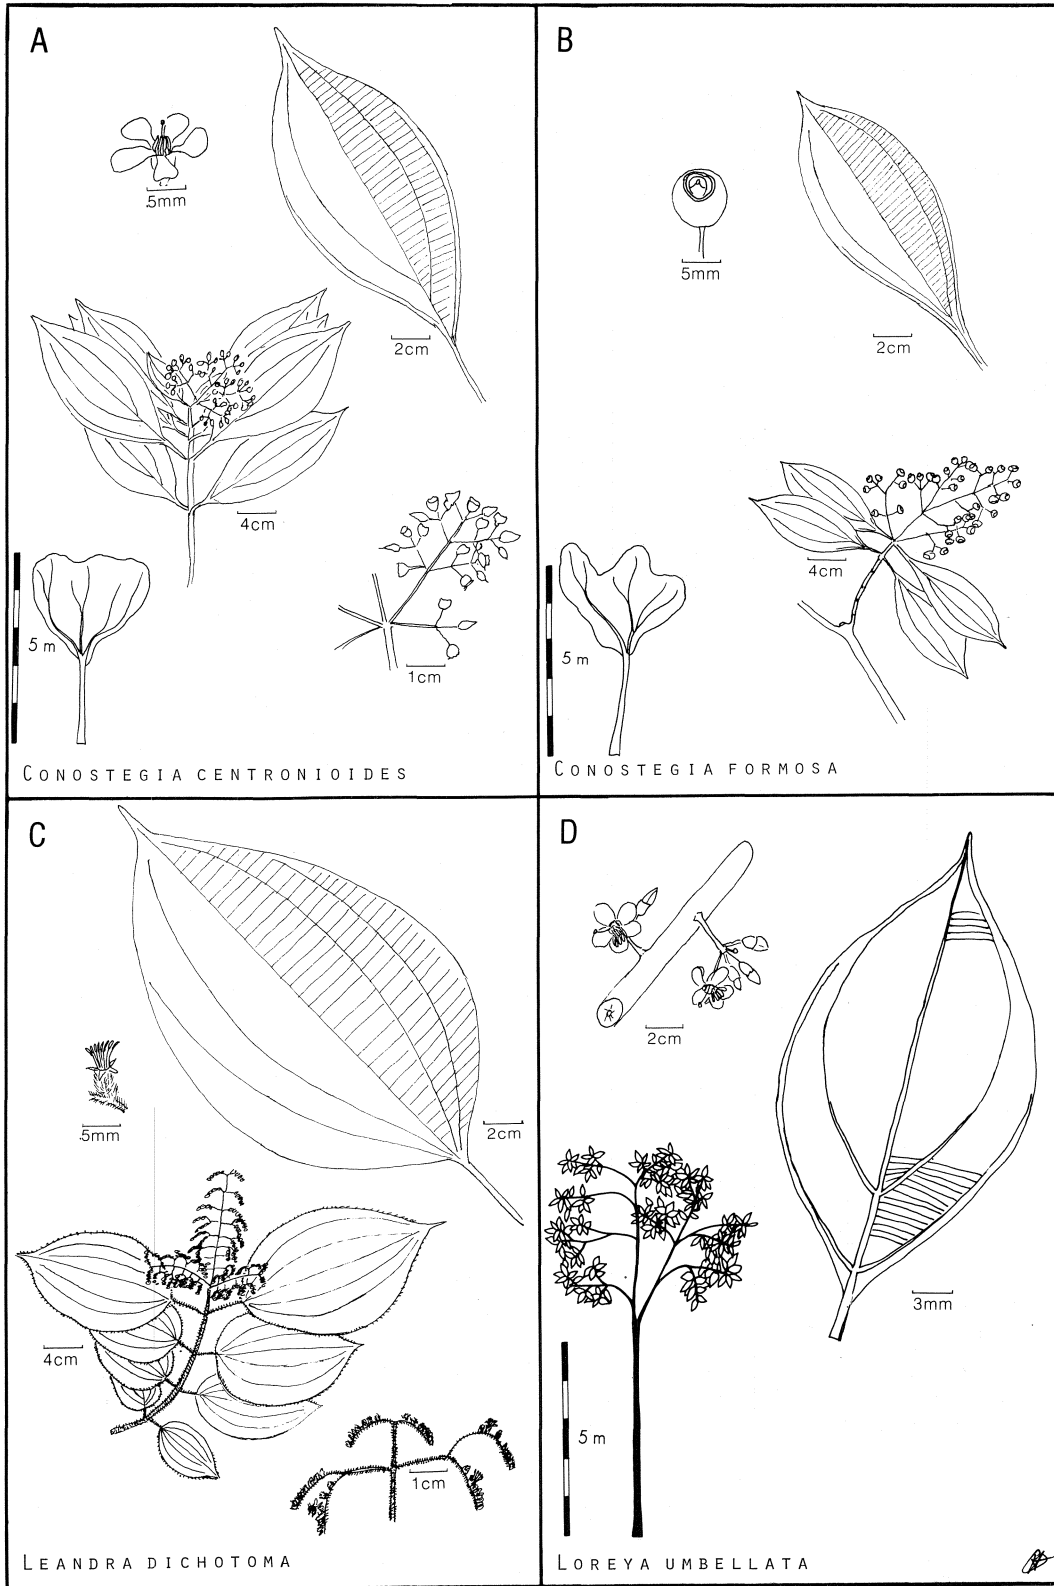 A
5mm
2cm
4cm
5 m
1cm
CONOSTEGIA CENTRONIOIDES
B
5mm
2cm
4cm
5 m
CONOSTEGIA FORMOSA
C
5mm
2cm
4cm
1cm
LEANDRA DICHOTOMA
D
2cm
3mm
5 m
LOREYA UMBELLATA